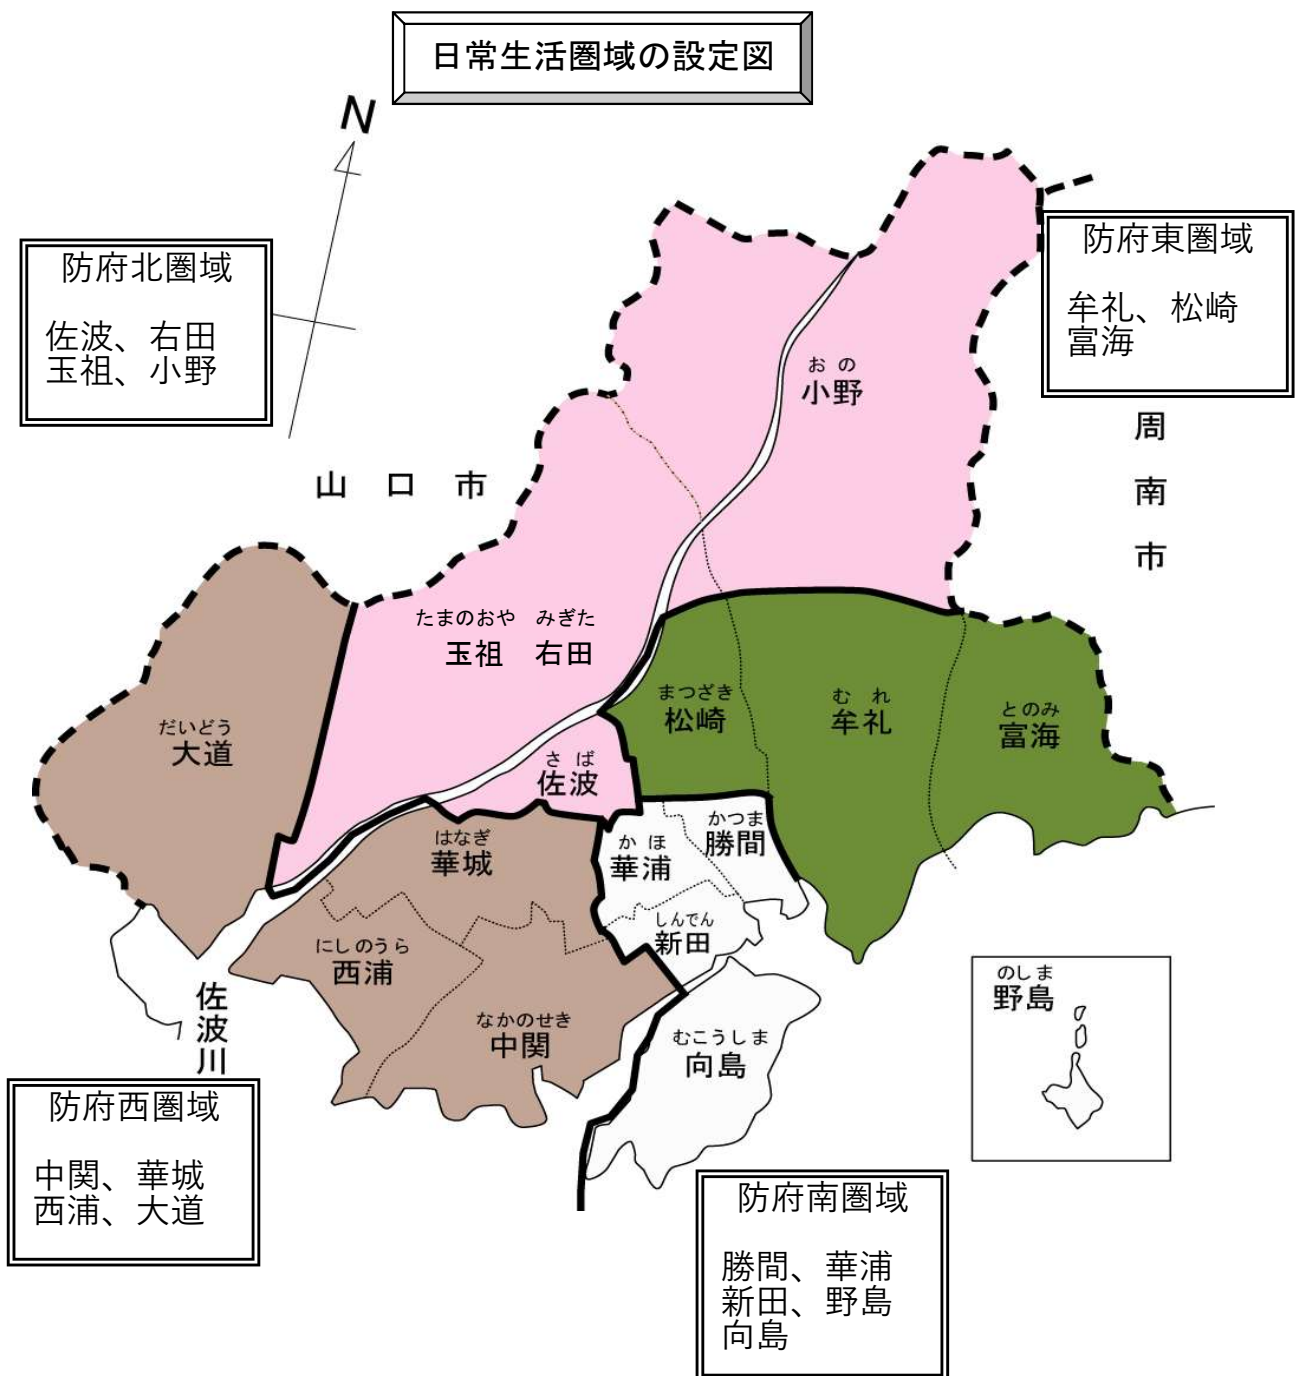 日常生活圏域の設定図
N
防府北圏域
佐波、右田
玉祖、小野
防府東圏域
牟礼、松崎
富海
おの
小野
周南市
山口市
たまのおや みぎた
玉祖 右田
まつざき
松崎
むれ
牟礼
とのみ
富海
だいどう
大道
さば
佐波
はなぎ
華城
かほ
華浦
かつま
勝間
しんでん
新田
にしのうら
西浦
なかのせき
中関
むこうしま
向島
のしま
野島
佐波川
防府西圏域
中関、華城
西浦、大道
防府南圏域
勝間、華浦
新田、野島
向島